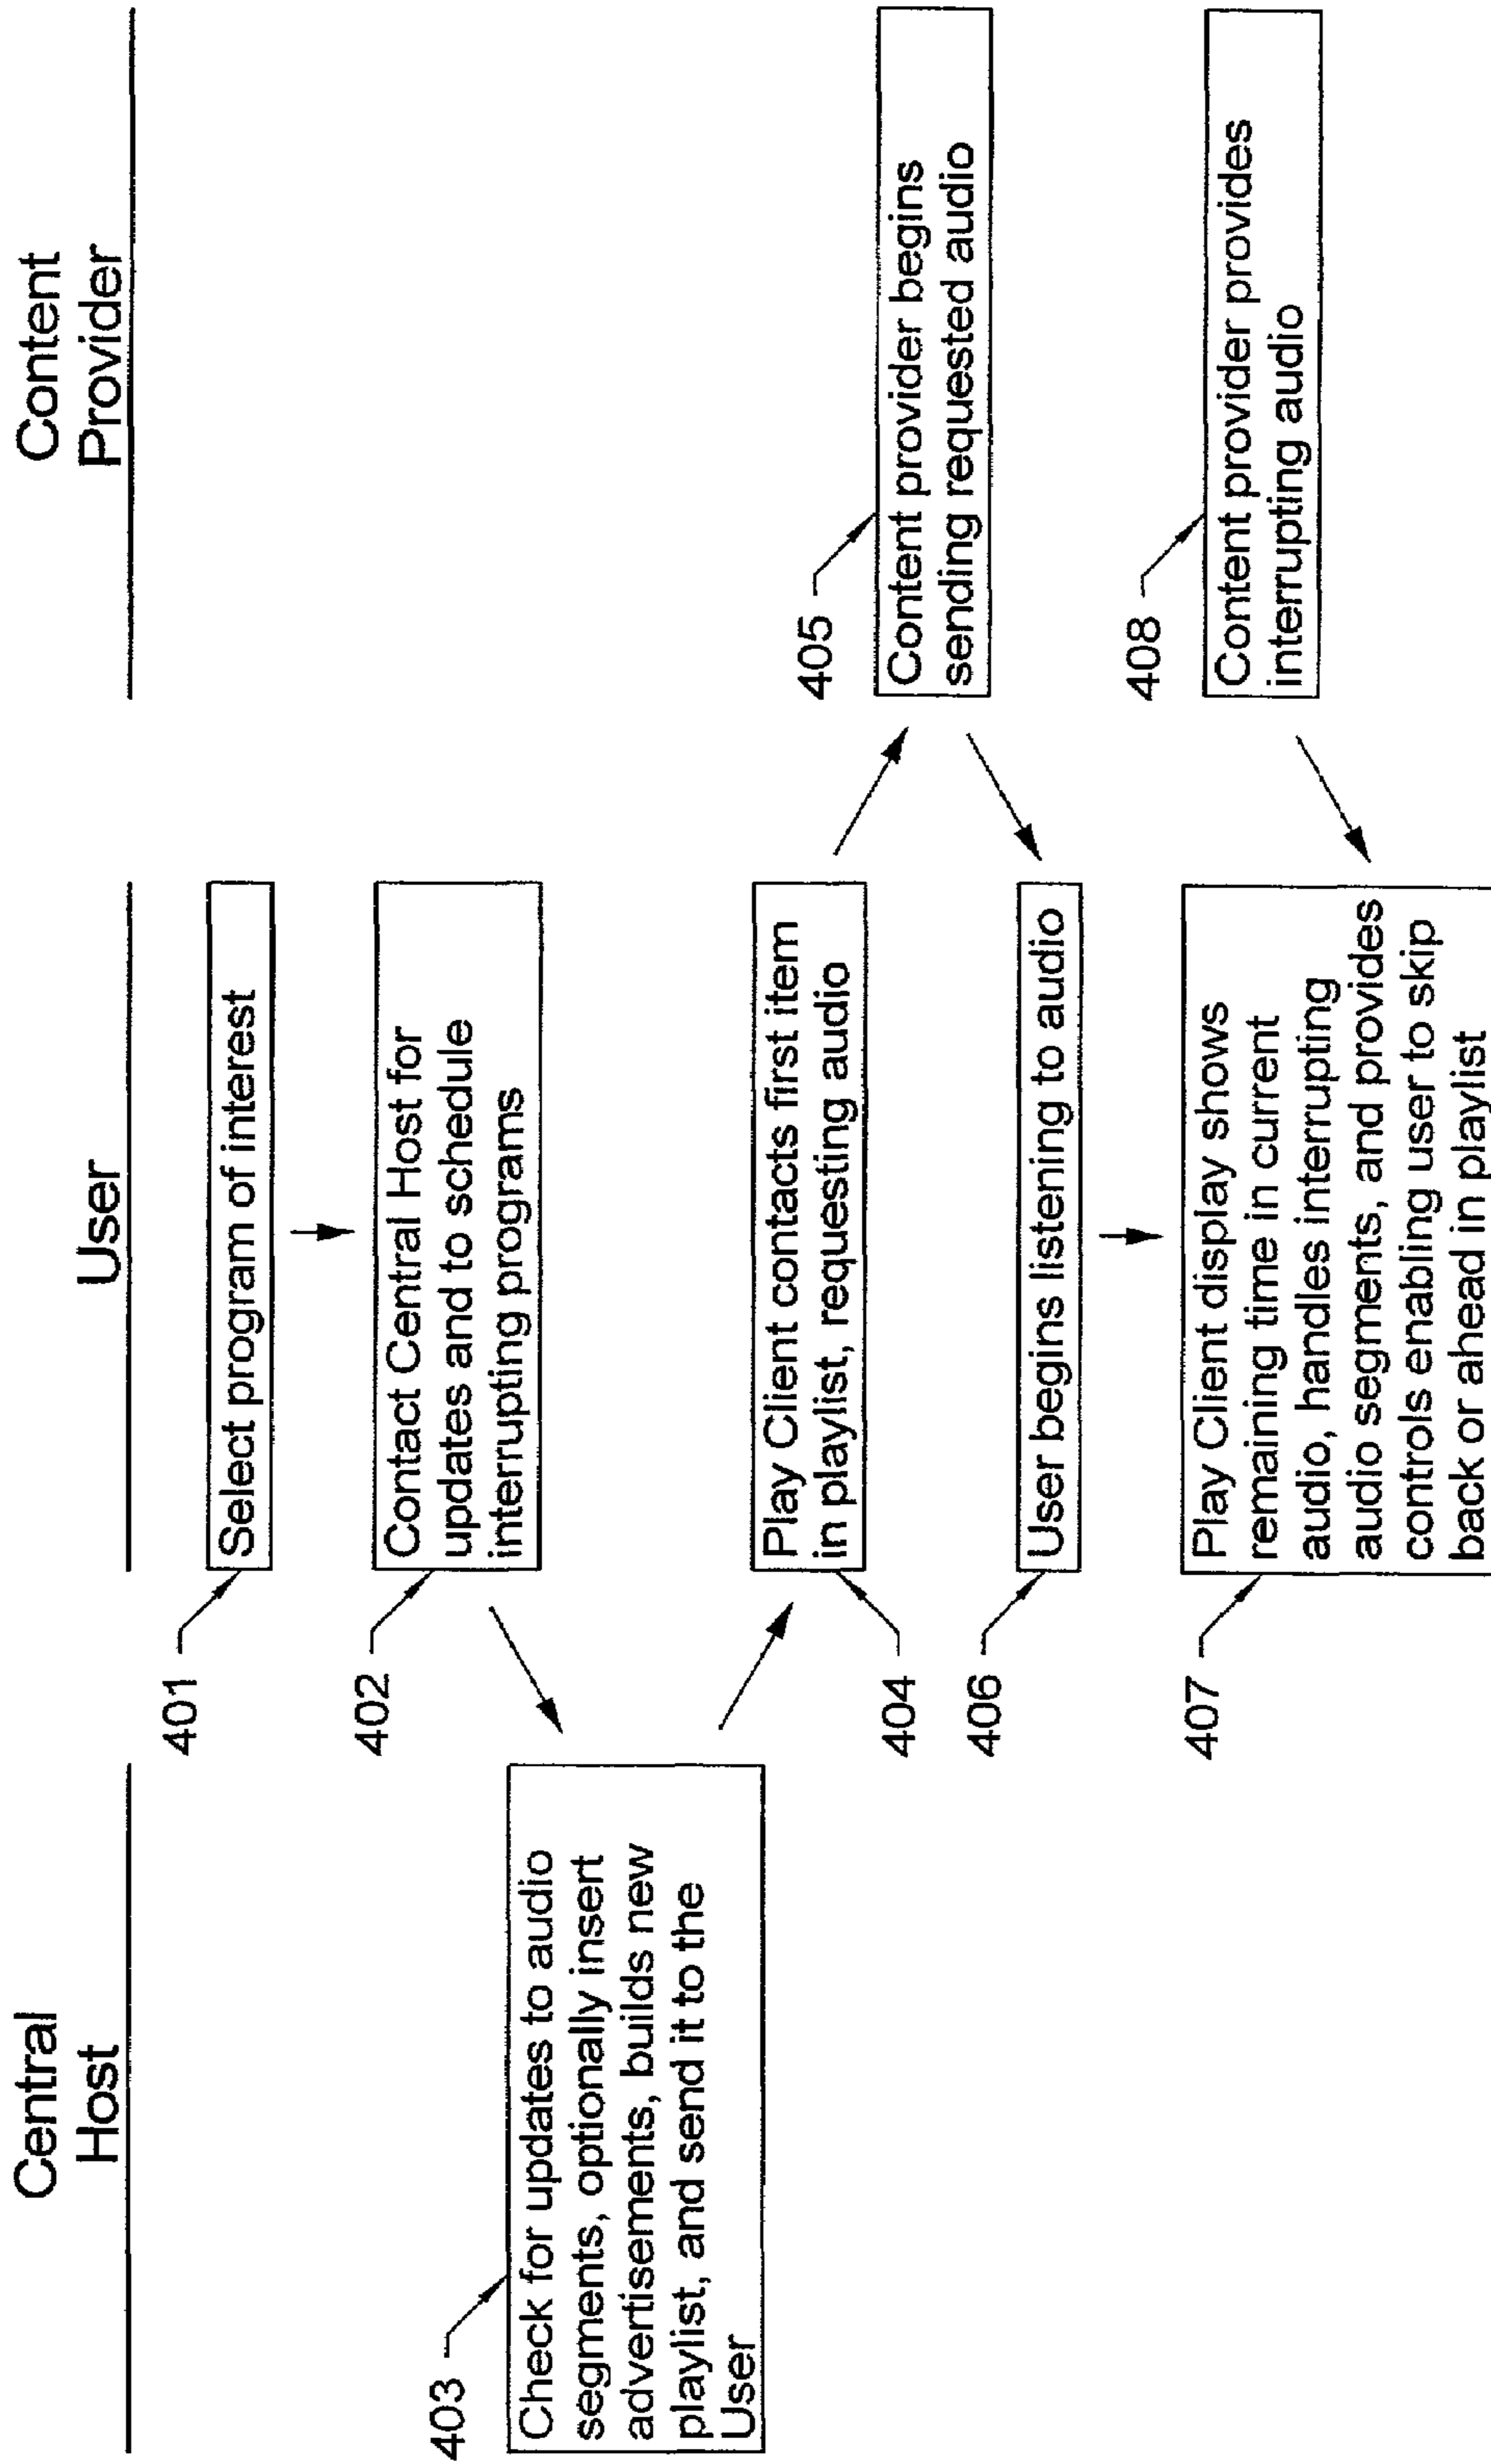 Central
Host
User
Content
Provider
401
Select program of interest
402
Contact Central Host for
updates and to schedule
interrupting programs
403
Check for updates to audio
segments, optionally insert
advertisements, builds new
playlist, and send it to the
User
404
Play Client contacts first item
in playlist, requesting audio
405
Content provider begins
sending requested audio
406
User begins listening to audio
407
Play Client display shows
remaining time in current
audio, handles interrupting
audio segments, and provides
controls enabling user to skip
back or ahead in playlist
408
Content provider provides
interrupting audio